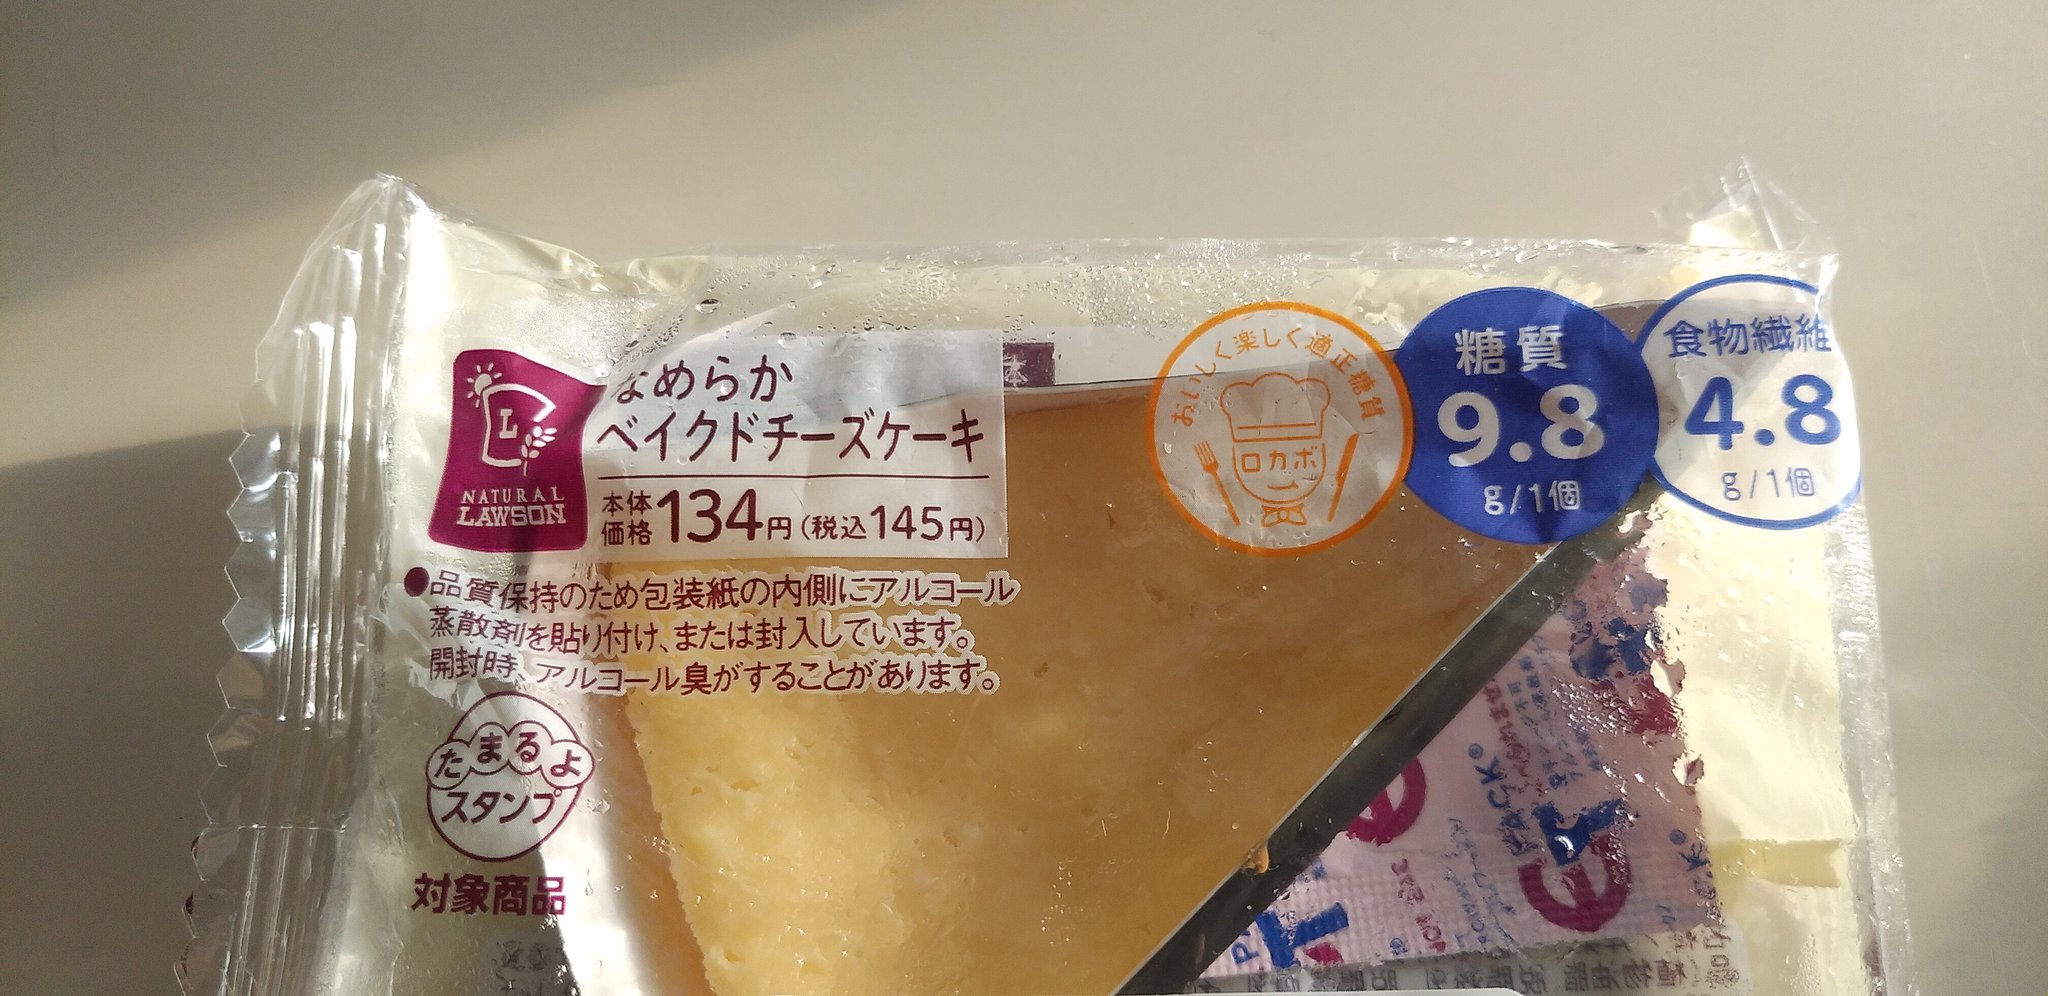 NATURAL
LAWSON
L
なめらか
ベイクドチーズケーキ
本体
価格134円(税込145円)
体
おいしく楽しく適正糖質
ロカボ
糖質
9.8
g/1個
食物繊維
4.8
g/1個
●品質保持のため包装紙の内側にアルコール
蒸散剤を貼り付け、または封入しています。
開封時、アルコール臭がすることがあります。
たまるよ
スタンプ
対象商品
PACK®
植物油脂